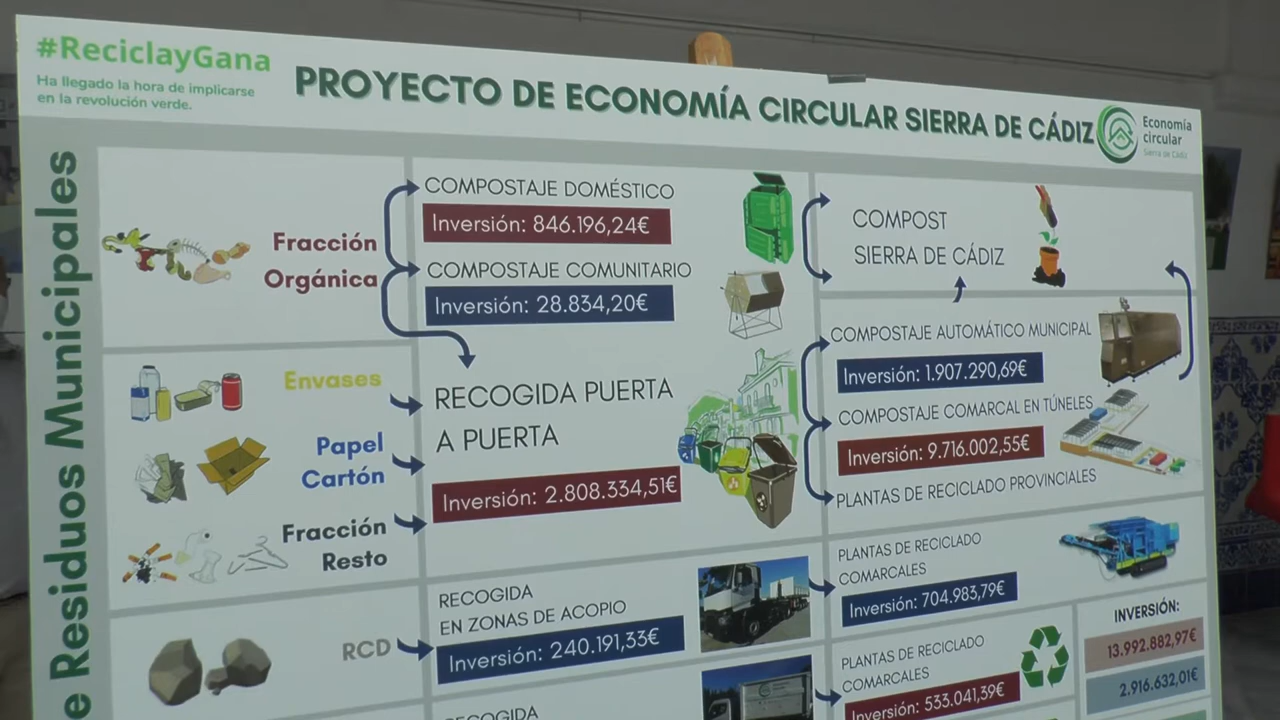 #ReciclayGana
Ha llegado la hora de implicarse
en la revolución verde.
PROYECTO DE ECONOMÍA CIRCULAR SIERRA DE CÁDIZ
Economía
circular
Sierra de Cádiz
e Residuos Municipales
Fracción
Orgánica
COMPOSTAJE DOMÉSTICO
Inversión: 846.196,24€
COMPOSTAJE COMUNITARIO
Inversión: 28.834,20€
COMPOST
SIERRA DE CÁDIZ
Envases
Papel
Cartón
Fracción
Resto
RECOGIDA PUERTA
A PUERTA
Inversión: 2.808.334,51€
COMPOSTAJE AUTOMÁTICO MUNICIPAL
Inversión: 1.907.290,69€
COMPOSTAJE COMARCAL EN TÚNELES
Inversión: 9.716.002,55€
PLANTAS DE RECICLADO PROVINCIALES
RCD
RECOGIDA
EN ZONAS DE ACOPIO
Inversión: 240.191,33€
PLANTAS DE RECICLADO
COMARCALES
Inversión: 704.983,79€
RECOGIDA
PLANTAS DE RECICLADO
COMARCALES
Inversión: 533.041,39€
INVERSIÓN:
13.992.882,97€
2.916.632,01€